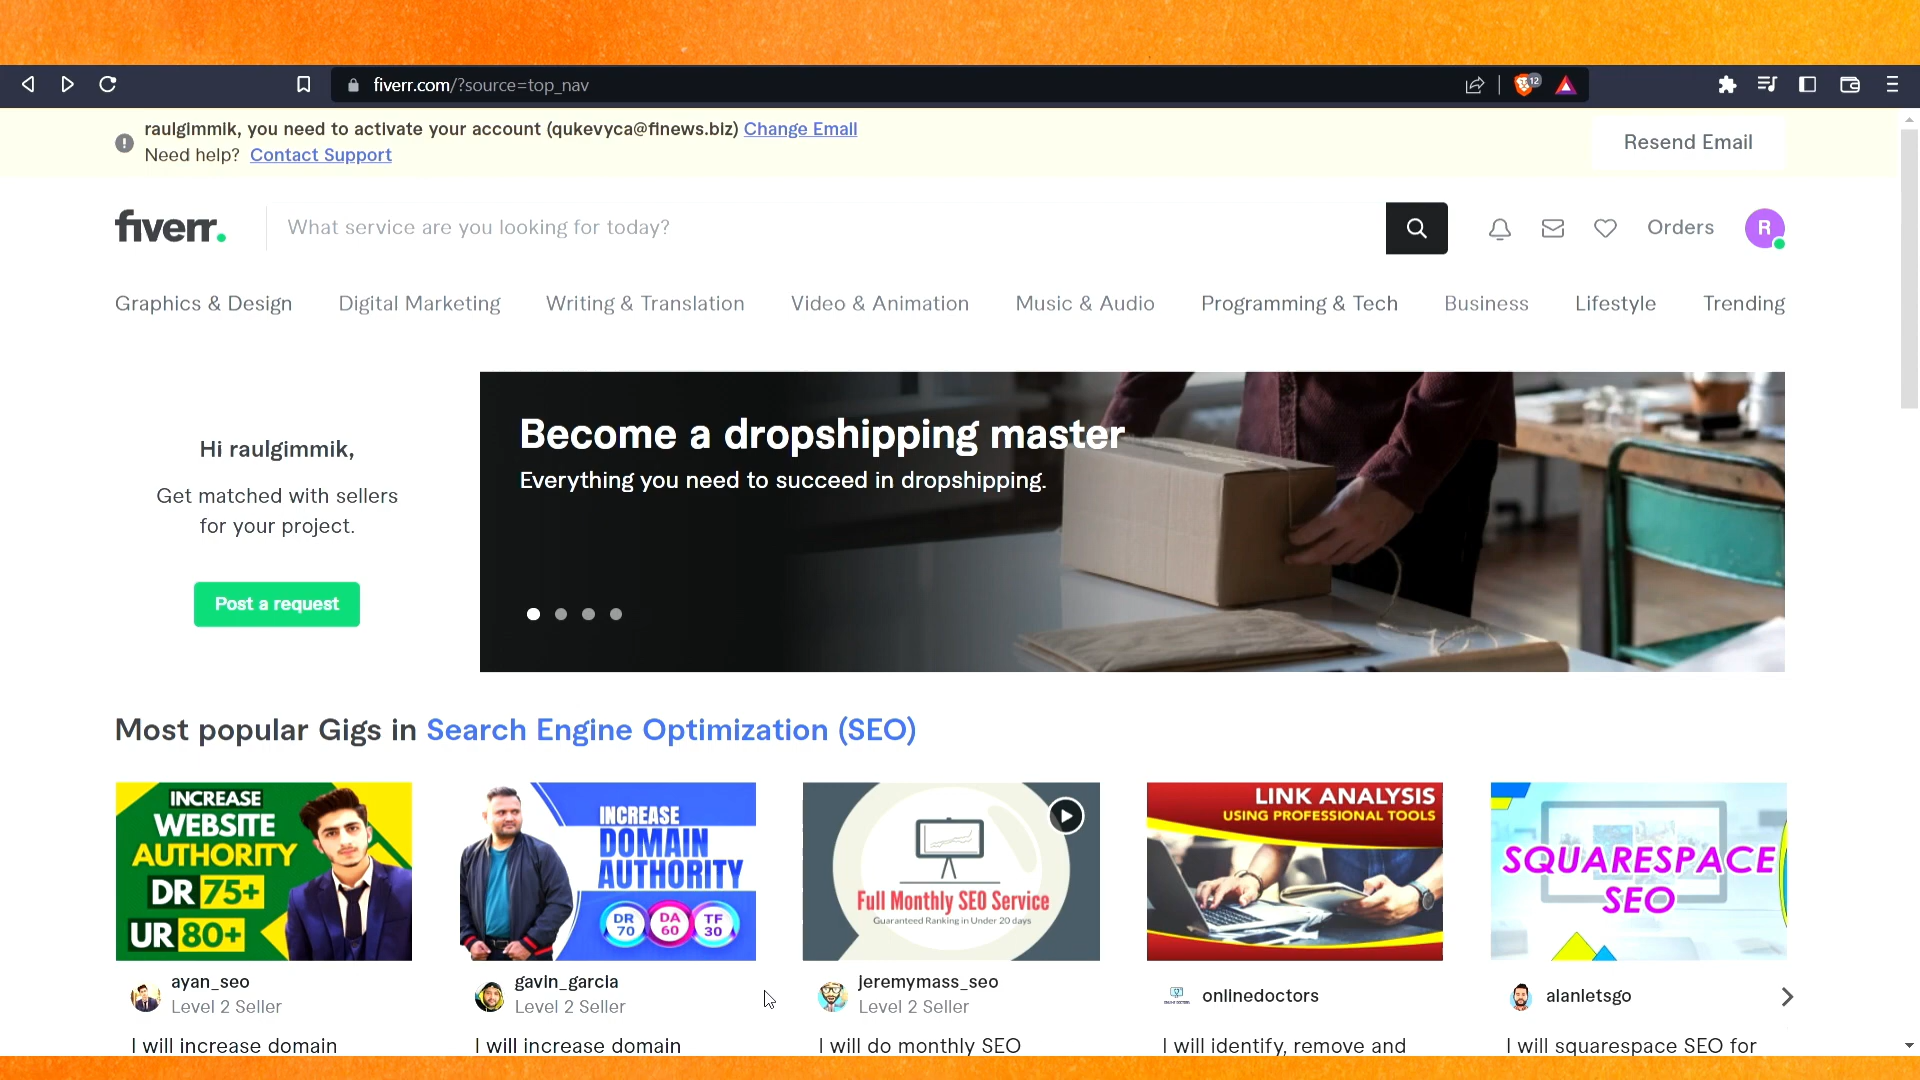 fiverr.com/?source=top_nav
12
raulgimmik, you need to activate your account (qukevyca@finews.biz) Change Email
Need help? Contact Support
Resend Email
fiverr.
What service are you looking for today?
Orders
R
Graphics & Design Digital Marketing Writing & Translation Video & Animation Music & Audio Programming & Tech Business Lifestyle Trending
Hi raulgimmik,
Get matched with sellers
for your project.
Post a request
Become a dropshipping master
Everything you need to succeed in dropshipping.
Most popular Gigs in Search Engine Optimization (SEO)
INCREASE
WEBSITE
AUTHORITY
DR 75+
UR 80+
INCREASE
DOMAIN
AUTHORITY
DR 70
DA 60
TF 30
Full Monthly SEO Service
Guaranteed Ranking in Under 20 days
LINK ANALYSIS
USING PROFESSIONAL TOOLS
SQUARESPACE
SEO
ayan_seo
Level 2 Seller
gavin_garcia
Level 2 Seller
jeremymass_seo
Level 2 Seller
onlinedoctors
alanletsgo
I will increase domain
I will increase domain
I will do monthly SEO
I will identify, remove and
I will squarespace SEO for